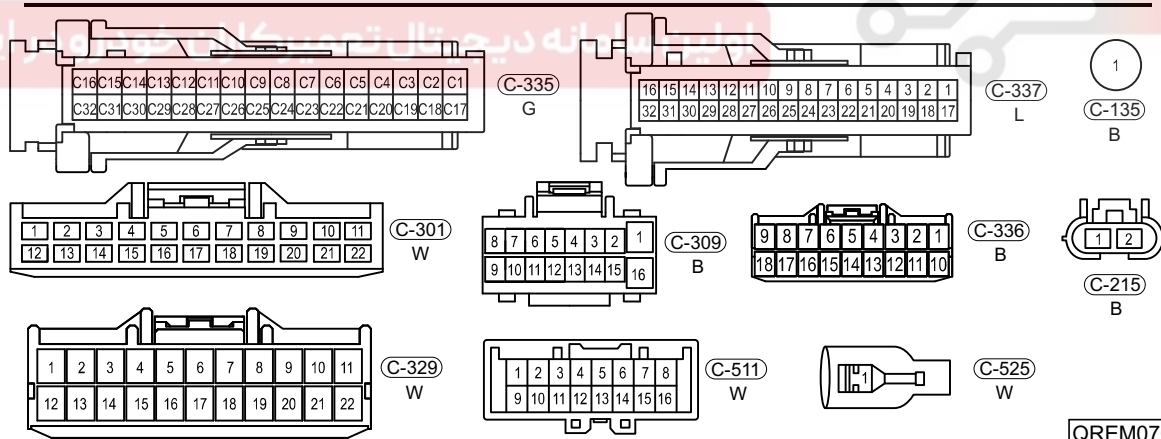 اولین سامانه دیجیتال تعمیرکاران خودرو در ایران
C16 C15 C14 C13 C12 C11 C10 C9 C8 C7 C6 C5 C4 C3 C2 C1
C32 C31 C30 C29 C28 C27 C26 C25 C24 C23 C22 C21 C20 C19 C18 C17
C-335
G
16 15 14 13 12 11 10 9 8 7 6 5 4 3 2 1
32 31 30 29 28 27 26 25 24 23 22 21 20 19 18 17
C-337
L
1
C-135
B
1 2 3 4 5 6 7 8 9 10 11
12 13 14 15 16 17 18 19 20 21 22
C-301
W
8 7 6 5 4 3 2 1
9 10 11 12 13 14 15 16
C-309
B
9 8 7 6 5 4 3 2 1
18 17 16 15 14 13 12 11 10
C-336
B
1 2
C-215
B
1 2 3 4 5 6 7 8 9 10 11
12 13 14 15 16 17 18 19 20 21 22
C-329
W
1 2 3 4 5 6 7 8
9 10 11 12 13 14 15 16
C-511
W
1
C-525
W